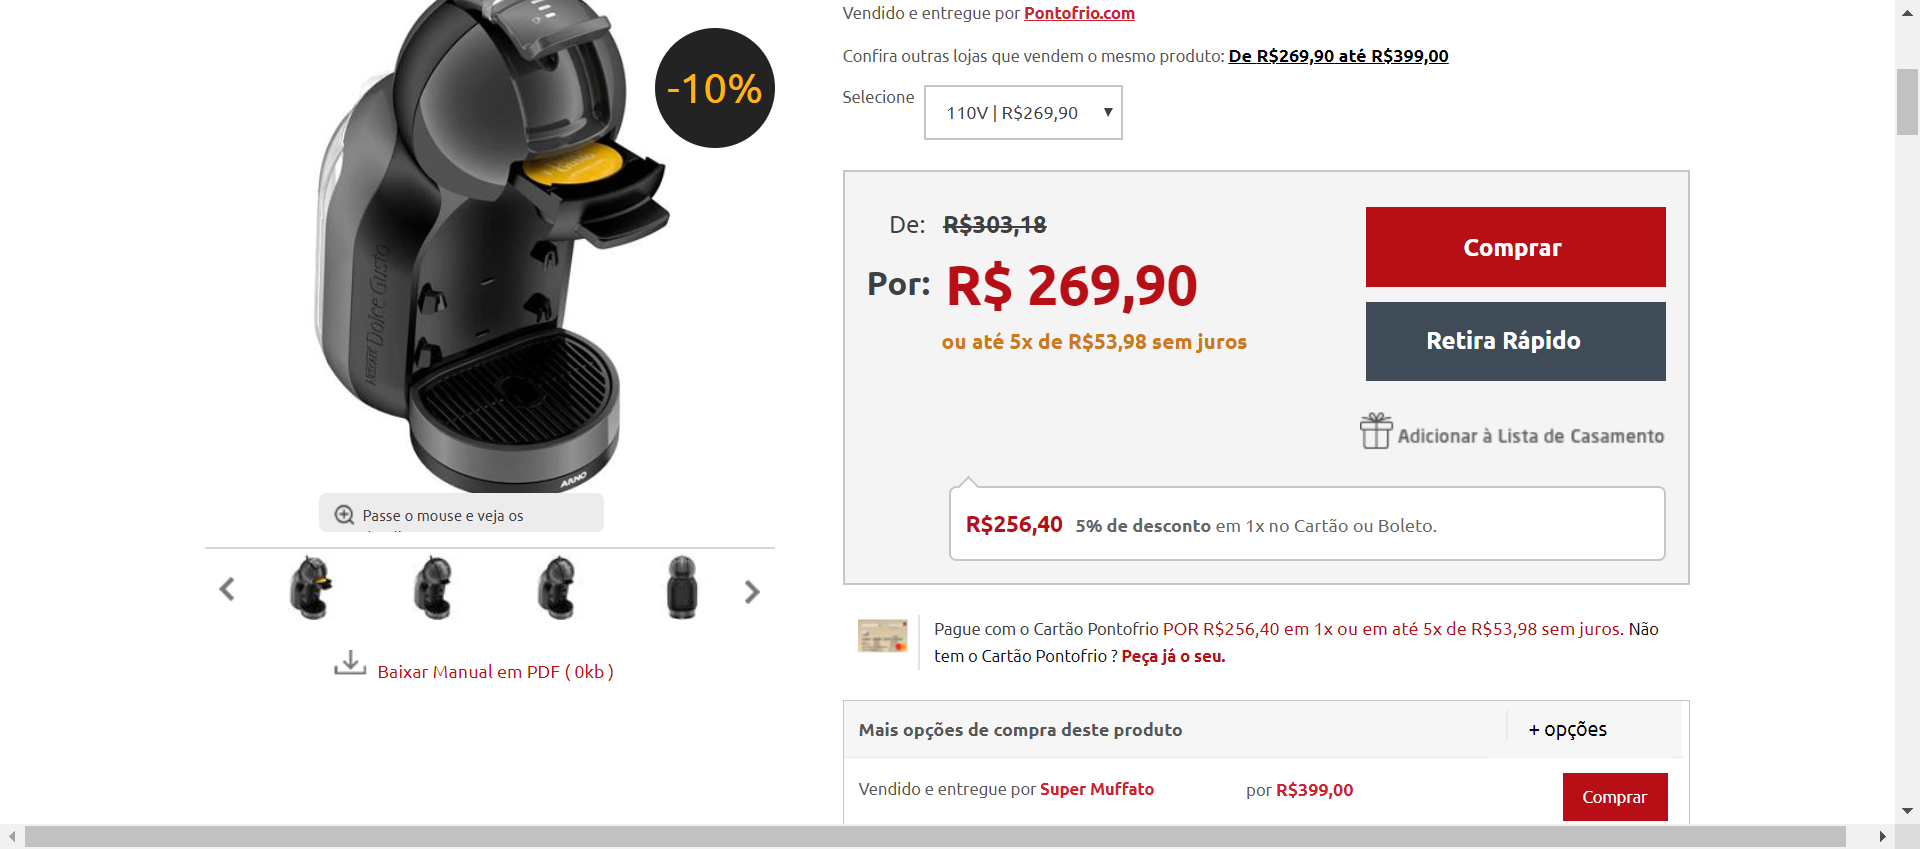 Vendido e entregue por Pontofrio.com
Confira outras lojas que vendem o mesmo produto: De R$269,90 até R$399,00
Selecione
110V | R$269,90
-10%
De: R$303,18
Por: R$ 269,90
ou até 5x de R$53,98 sem juros
Comprar
Retira Rápido
Adicionar à Lista de Casamento
R$256,40 5% de desconto em 1x no Cartão ou Boleto.
Nescafé Dolce Gusto
Gusto
ARNO
Passe o mouse e veja os
Baixar Manual em PDF ( 0kb )
Pague com o Cartão Pontofrio POR R$256,40 em 1x ou em até 5x de R$53,98 sem juros. Não
tem o Cartão Pontofrio ? Peça já o seu.
Mais opções de compra deste produto
+ opções
Vendido e entregue por Super Muffato
por R$399,00
Comprar